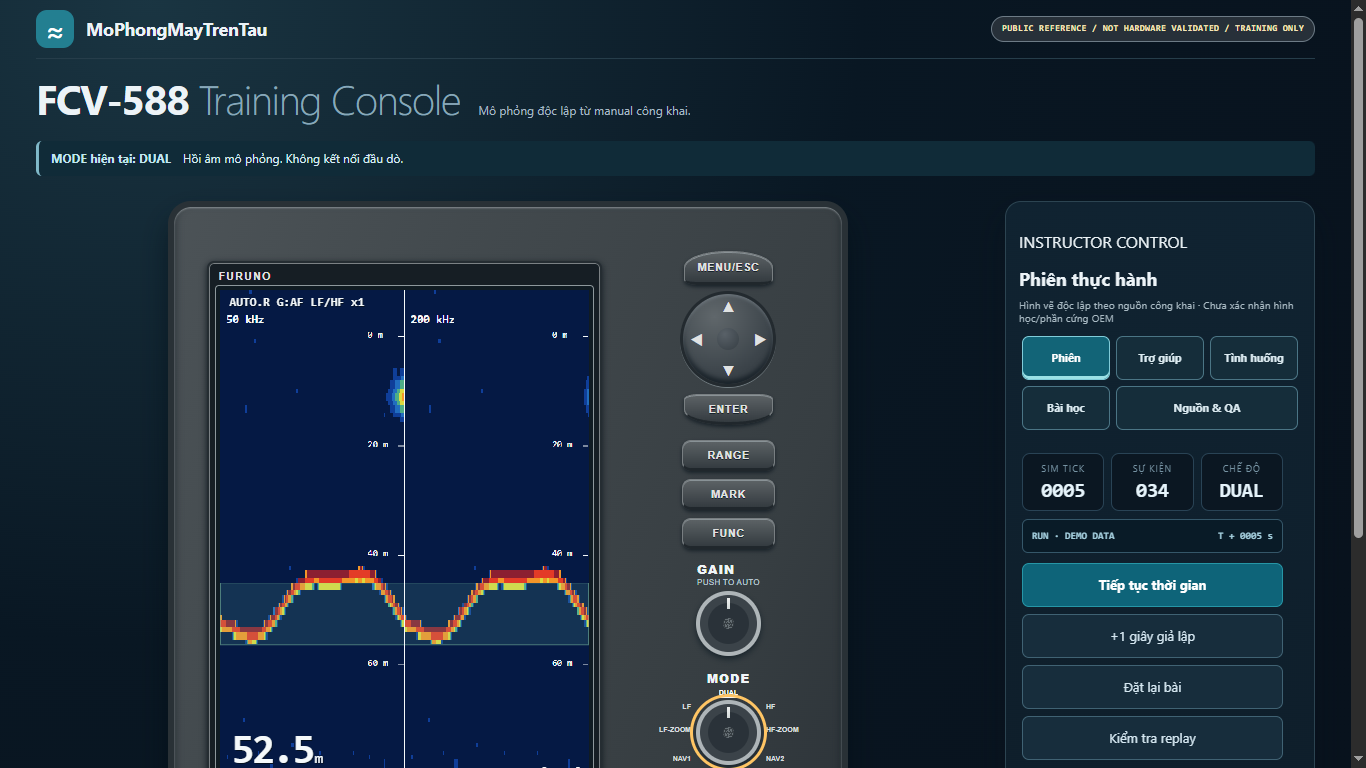 ≈ MoPhongMayTrenTau
PUBLIC REFERENCE / NOT HARDWARE VALIDATED / TRAINING ONLY
FCV-588 Training Console Mô phỏng độc lập từ manual công khai.
MODE hiện tại: DUAL Hồi âm mô phỏng. Không kết nối đầu dò.
FURUNO
AUTO.R G:AF LF/HF x1
50 kHz 200 kHz
0 m 0 m
20 m 20 m
40 m 40 m
60 m 60 m
52.5m
MENU/ESC
▲
◀ ▶
▼
ENTER
RANGE
MARK
FUNC
GAIN
PUSH TO AUTO
MODE
DUAL
LF HF
LF-ZOOM HF-ZOOM
NAV1 NAV2
INSTRUCTOR CONTROL
Phiên thực hành
Hình vẽ độc lập theo nguồn công khai · Chưa xác nhận hình
học/phần cứng OEM
Phiên Trợ giúp Tình huống
Bài học Nguồn & QA
SIM TICK SỰ KIỆN CHẾ ĐỘ
0005 034 DUAL
RUN · DEMO DATA T + 0005 s
Tiếp tục thời gian
+1 giây giả lập
Đặt lại bài
Kiểm tra replay